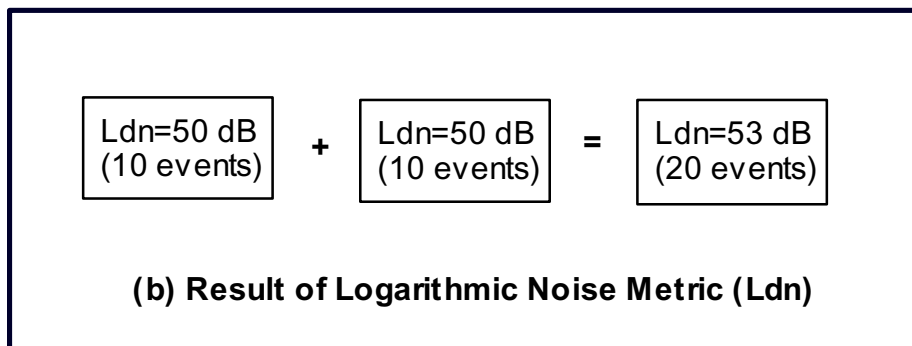 Ldn=50 dB
(10 events)
+
Ldn=50 dB
(10 events)
=
Ldn=53 dB
(20 events)
(b) Result of Logarithmic Noise Metric (Ldn)